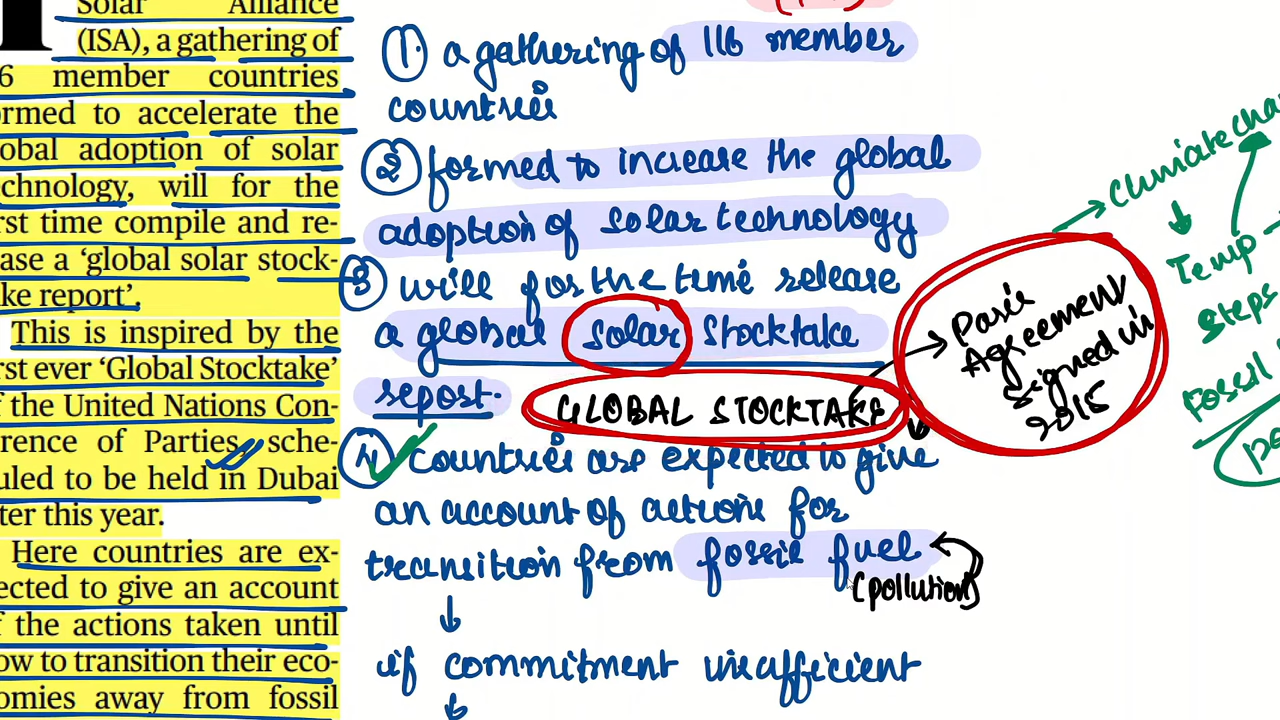 Solar Alliance
(ISA), a gathering of
6 member countries
ormed to accelerate the
obal adoption of solar
echnology, will for the
rst time compile and re-
ase a 'global solar stock-
ke report'.
This is inspired by the
rst ever 'Global Stocktake'
f the United Nations Con-
rence of Parties, sche-
uled to be held in Dubai
ter this year.
Here countries are ex-
ected to give an account
f the actions taken until
ow to transition their eco-
omies away from fossil
① a gathering of 116 member
countries
② formed to increase the global
adoption of solar technology
③ will for the time release
a global solar stocktake
report.
GLOBAL STOCKTAKE
④ countries are expected to give
an account of actions for
transition from fossil fuel
(pollution)
if commitment insufficient
Paris
Agreement
signed in
2015
Climiate cha
Temp
steps
Fossil